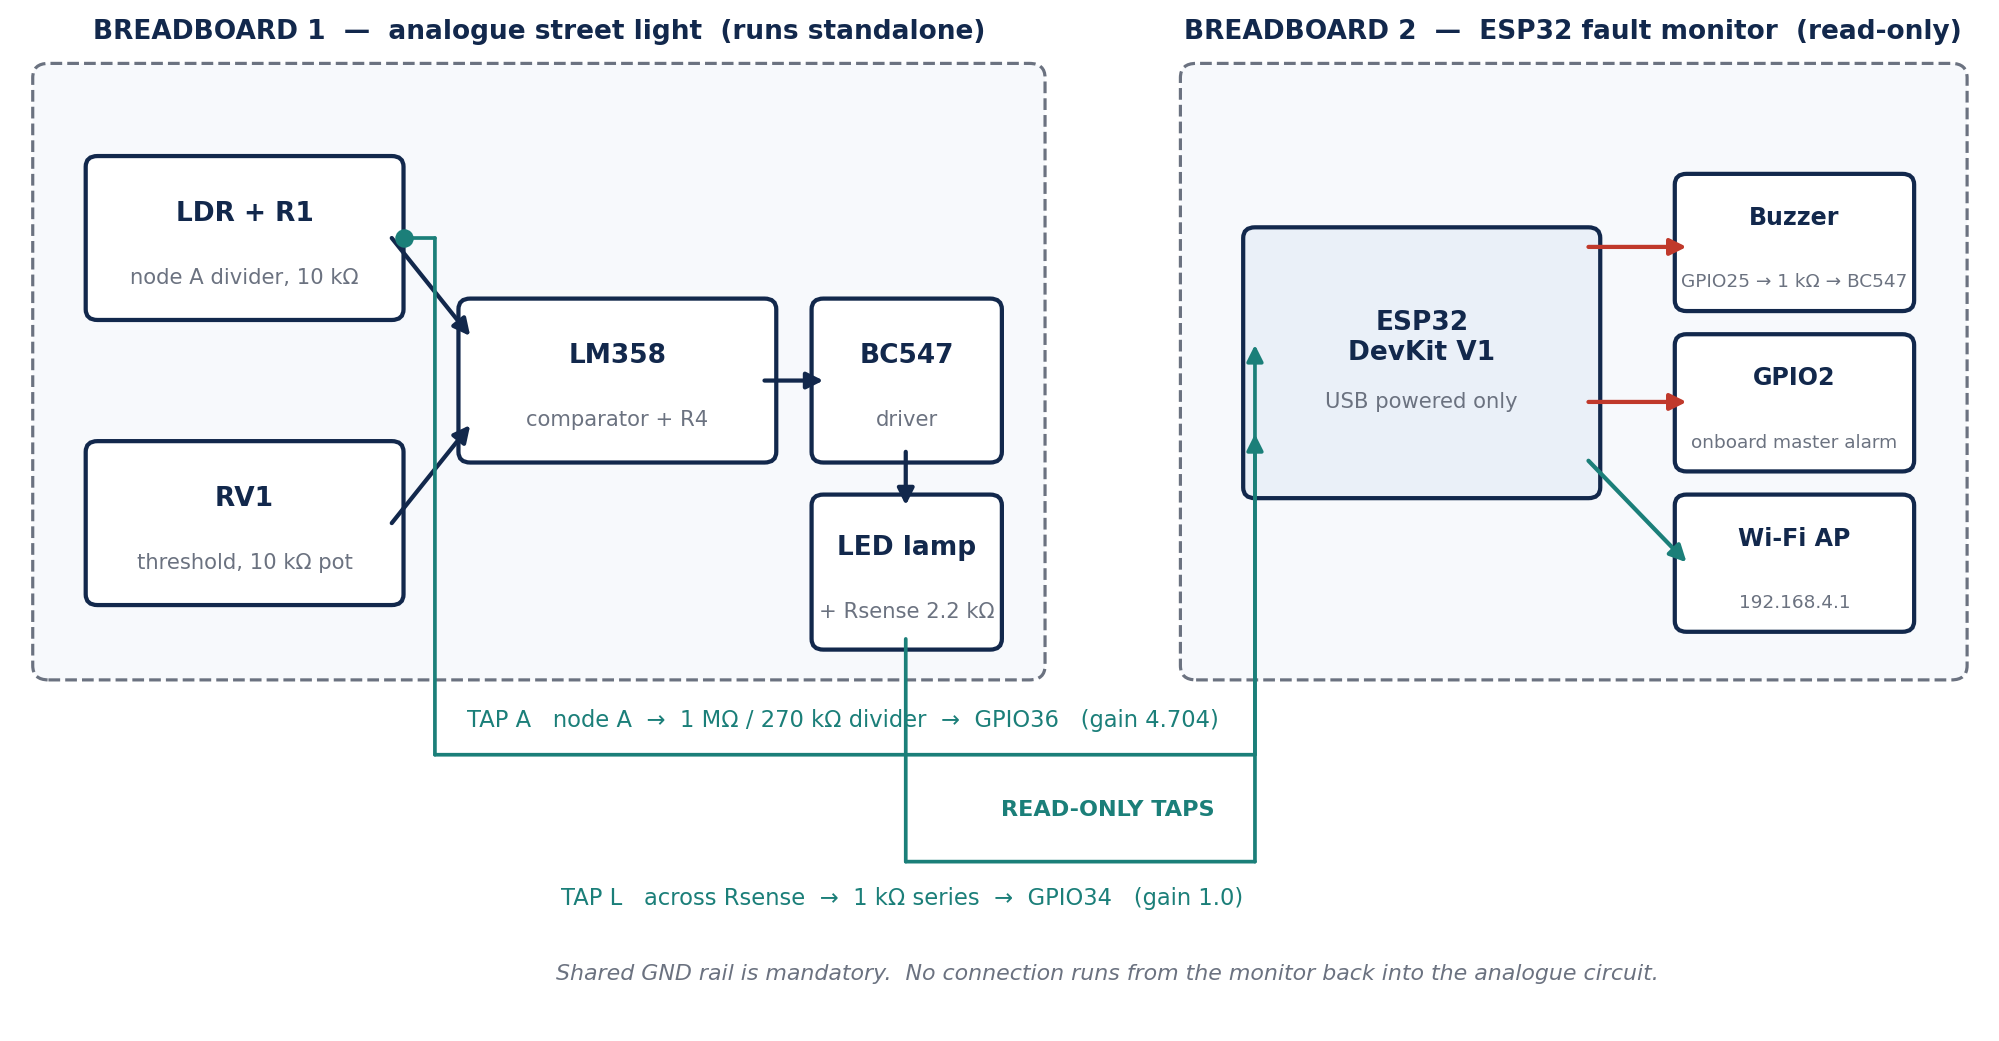 BREADBOARD 1 — analogue street light (runs standalone)
LDR + R1
node A divider, 10 kΩ
RV1
threshold, 10 kΩ pot
LM358
comparator + R4
BC547
driver
LED lamp
+ Rsense 2.2 kΩ
BREADBOARD 2 — ESP32 fault monitor (read-only)
ESP32
DevKit V1
USB powered only
Buzzer
GPIO25 → 1 kΩ → BC547
GPIO2
onboard master alarm
Wi-Fi AP
192.168.4.1
TAP A node A → 1 MΩ / 270 kΩ divider → GPIO36 (gain 4.704)
READ-ONLY TAPS
TAP L across Rsense → 1 kΩ series → GPIO34 (gain 1.0)
Shared GND rail is mandatory. No connection runs from the monitor back into the analogue circuit.